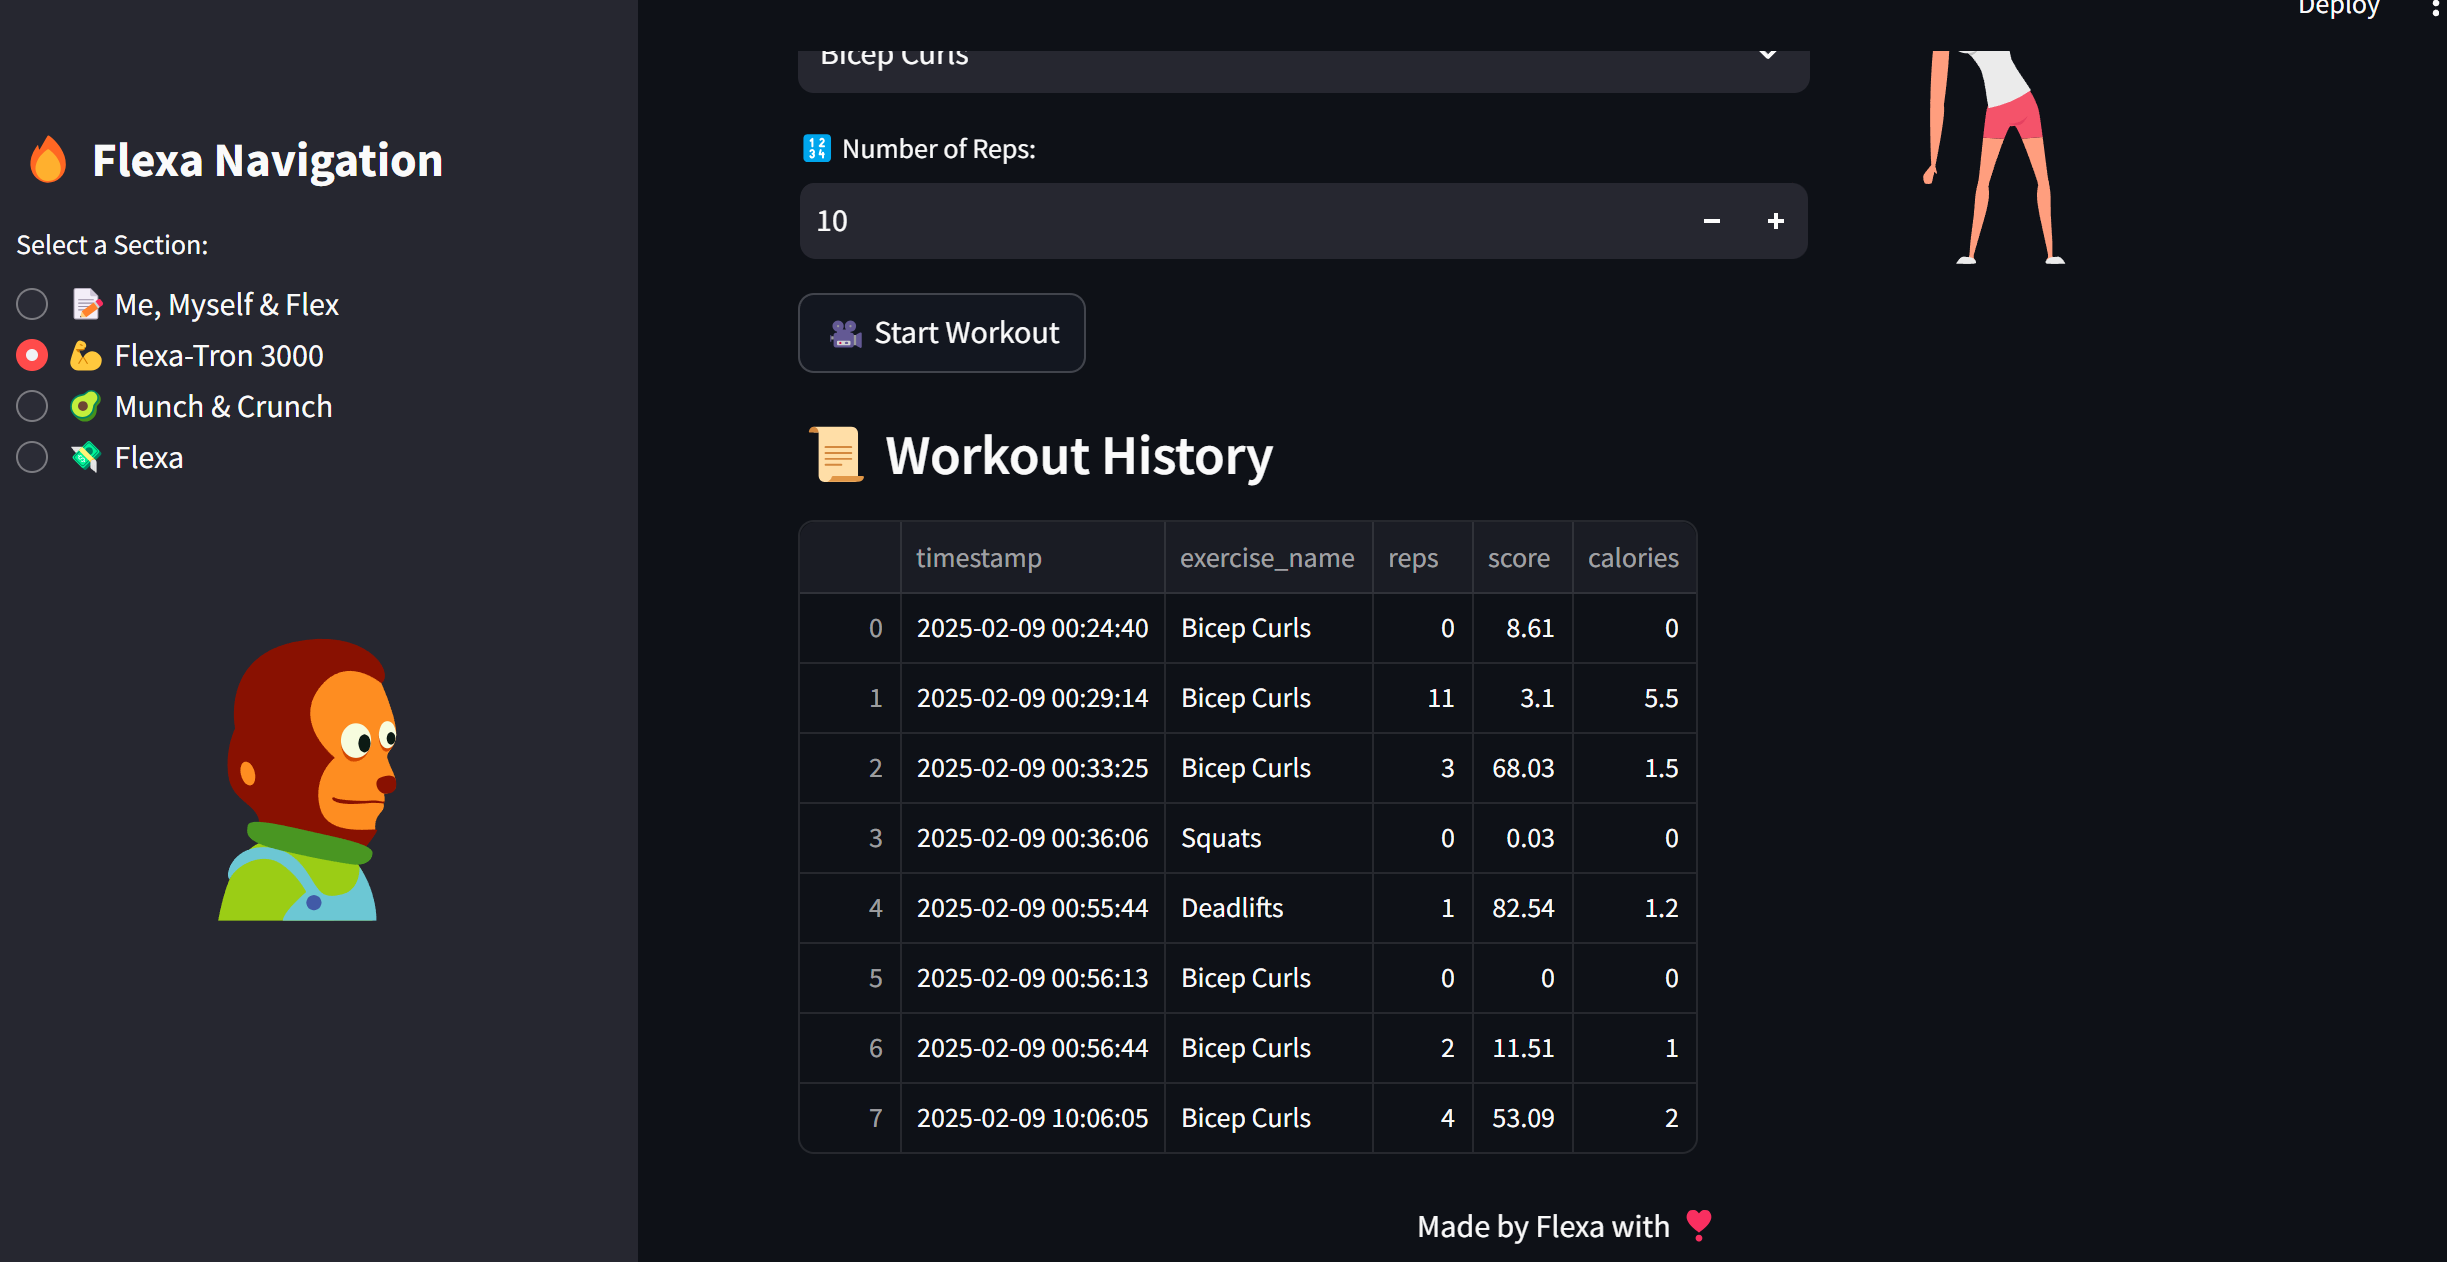 Deploy
🔥 Flexa Navigation
Select a Section:
📝 Me, Myself & Flex
💪 Flexa-Tron 3000
🥑 Munch & Crunch
💸 Flexa
Bicep Curls
🔢 Number of Reps:
10
🎥 Start Workout
📜 Workout History
timestamp exercise_name reps score calories
0 2025-02-09 00:24:40 Bicep Curls 0 8.61 0
1 2025-02-09 00:29:14 Bicep Curls 11 3.1 5.5
2 2025-02-09 00:33:25 Bicep Curls 3 68.03 1.5
3 2025-02-09 00:36:06 Squats 0 0.03 0
4 2025-02-09 00:55:44 Deadlifts 1 82.54 1.2
5 2025-02-09 00:56:13 Bicep Curls 0 0 0
6 2025-02-09 00:56:44 Bicep Curls 2 11.51 1
7 2025-02-09 10:06:05 Bicep Curls 4 53.09 2
Made by Flexa with ❣️